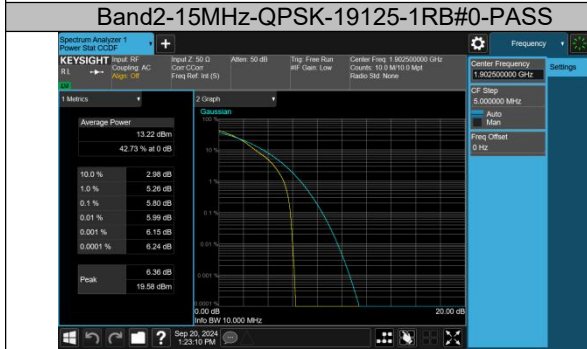 Band2-15MHz-QPSK-19125-1RB#0-PASS
Spectrum Analyzer 1
Power Stat CCDF
Frequency
KEYSIGHT
RL
Input: RF
Coupling: AC
Align: Off
Input Z: 50 Ω
Corr CCorr
Freq Ref: Int (S)
Atten: 50 dB
Trig: Free Run
#IF Gain: Low
Center Freq: 1.902500000 GHz
Counts: 10.0 M/10.0 Mpt
Radio Std: None
Center Frequency
1.902500000 GHz
Settings
CF Step
5.000000 MHz
Auto
Man
Freq Offset
0 Hz
1 Metrics
2 Graph
Gaussian
Average Power
13.22 dBm
42.73 % at 0 dB
10.0 % 2.98 dB
1.0 % 5.26 dB
0.1 % 5.80 dB
0.01 % 5.99 dB
0.001 % 6.15 dB
0.0001 % 6.24 dB
Peak
6.36 dB
19.58 dBm
100 %
10 %
1 %
0.1 %
0.01 %
0.001 %
0.0001 %
0.00 dB
20.00 dB
Info BW 10.000 MHz
Sep 20, 2024
1:23:10 PM